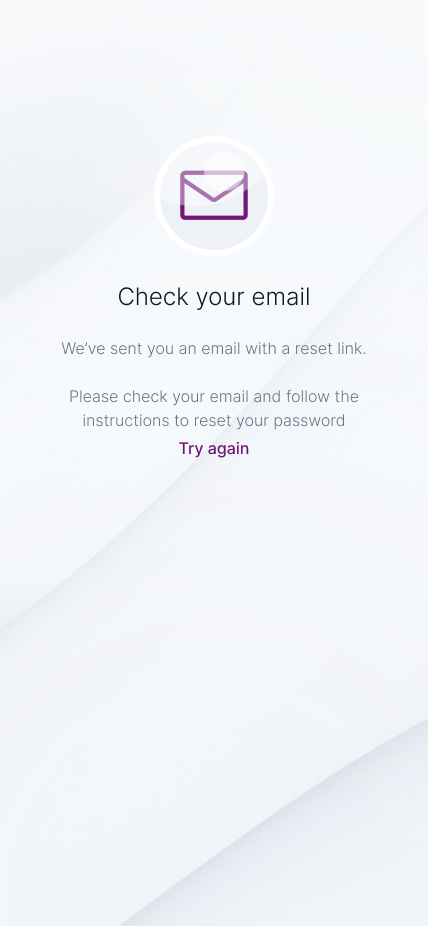 Check your email
We’ve sent you an email with a reset link.
Please check your email and follow the
instructions to reset your password
Try again